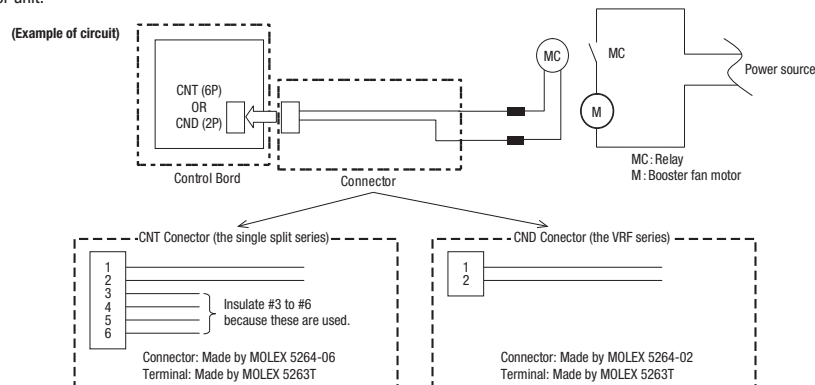 or unit.
(Example of circuit)
CNT (6P)
OR
CND (2P)
Control Bord
Connector
MC
MC
M
Power source
MC : Relay
M : Booster fan motor
CNT Conector (the single split series)
1
2
3
4
5
6
Insulate #3 to #6
because these are used.
Connector: Made by MOLEX 5264-06
Terminal: Made by MOLEX 5263T
CND Conector (the VRF series)
1
2
Connector: Made by MOLEX 5264-02
Terminal: Made by MOLEX 5263T